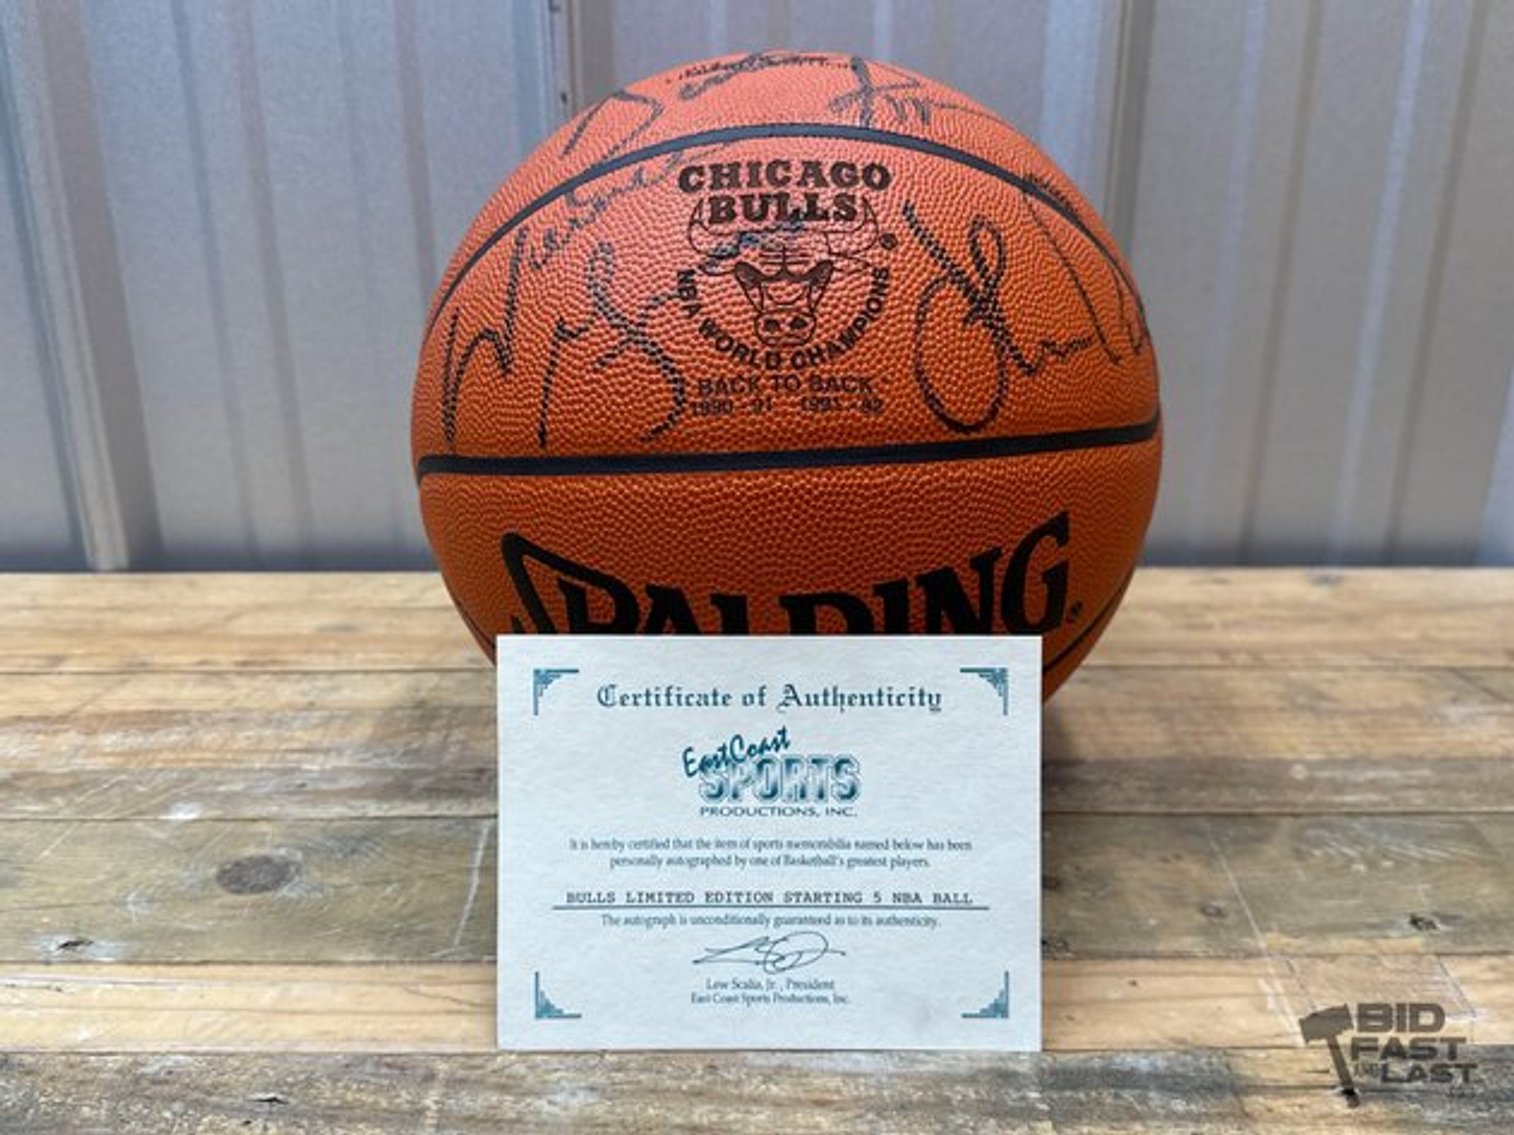 CHICAGO
BULLS
NBA WORLD CHAMPIONS
BACK TO BACK
1990 - 91 1991 - 92
SPALDING
Certificate of Authenticity
East Coast
SPORTS
PRODUCTIONS, INC.
It is hereby certified that the item of sports memorabilia named below has been
personally autographed by one of Basketball's greatest players.
BULLS LIMITED EDITION STARTING 5 NBA BALL
The autograph is unconditionally guaranteed as to its authenticity.
Lew Scalia, Jr., President
East Coast Sports Productions, Inc.
BID
FAST
AND LAST